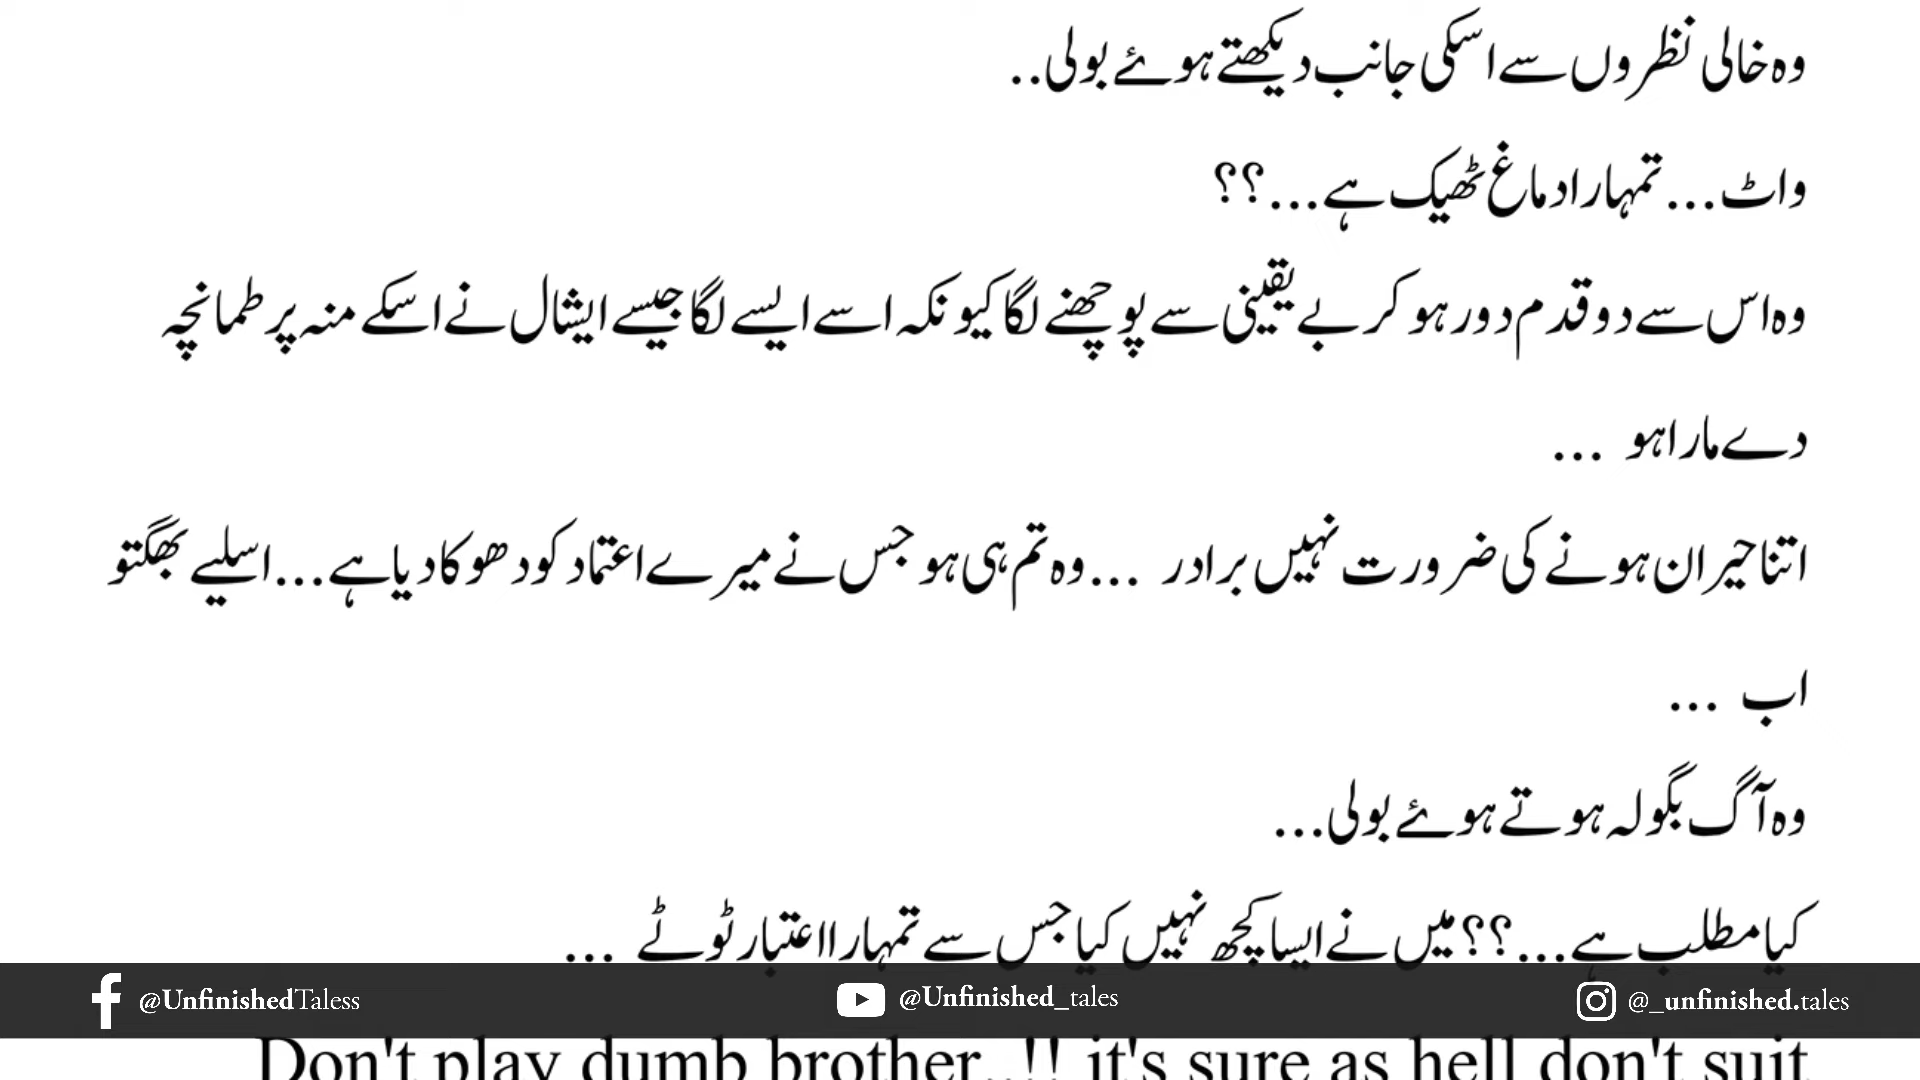 وہ خالی نظروں سے اسکی جانب دیکھتے ہوئے بولی..
واٹ... تمہارا دماغ ٹھیک ہے...؟؟
وہ اس سے دو قدم دور ہو کر بے یقینی سے پوچھنے لگا کیونکہ اسے ایسے لگا جیسے ایشال نے اسکے منہ پر طمانچہ
دے مارا ہو ...
اتنا حیران ہونے کی ضرورت نہیں برادر ... وہ تم ہی ہو جس نے میرے اعتماد کو دھوکا دیا ہے... اسلیے بھگتو
اب ...
وہ آگ بگولہ ہوتے ہوئے بولی...
کیا مطلب ہے...؟؟ میں نے ایسا کچھ نہیں کیا جس سے تمہارا اعتبار ٹوٹے ...
@UnfinishedTaless @Unfinished_tales @_unfinished.tales
Don't play dumb brother..!! it's sure as hell don't suit